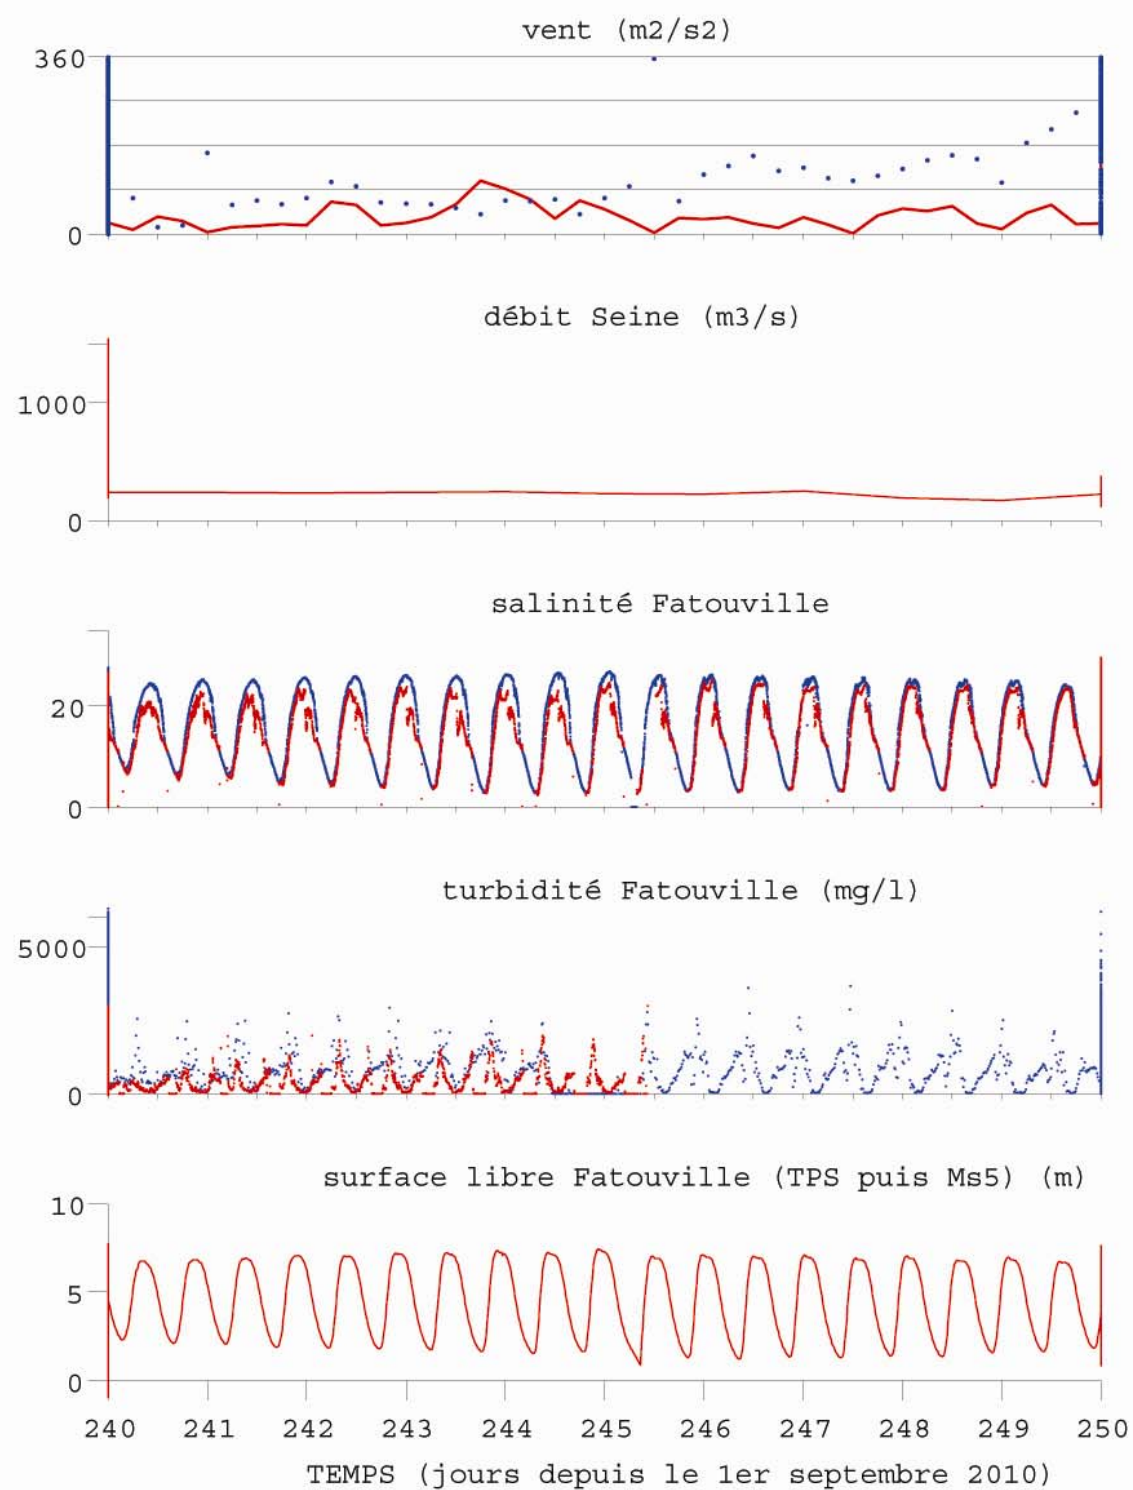 vent (m2/s2)
360
0
débit Seine (m3/s)
1000
0
salinité Fatouville
20
0
turbidité Fatouville (mg/l)
5000
0
surface libre Fatouville (TPS puis Ms5) (m)
10
5
0
240 241 242 243 244 245 246 247 248 249 250
TEMPS (jours depuis le 1er septembre 2010)